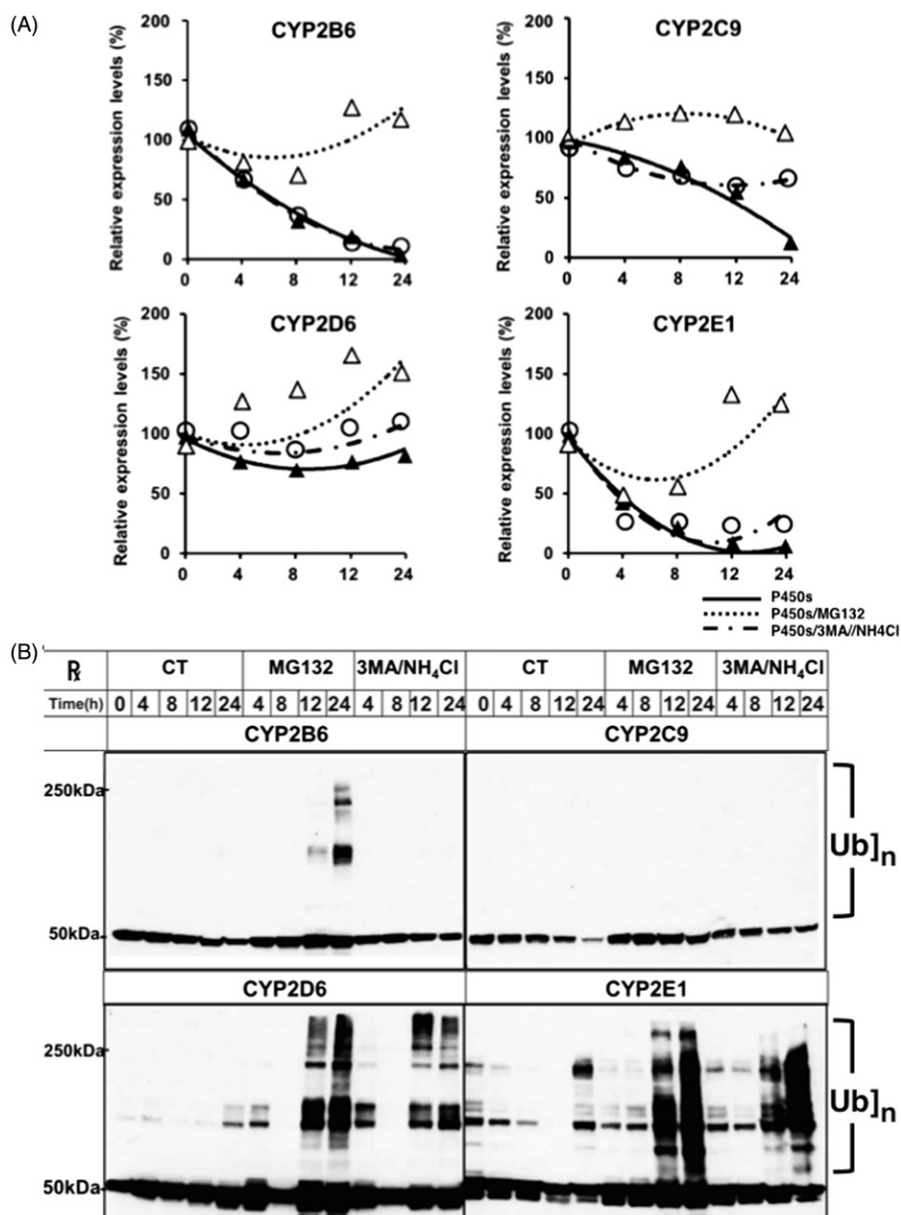 (A)
CYP2B6
Relative expression levels (%)
200
150
100
50
0
0 4 8 12 24
CYP2C9
Relative expression levels (%)
200
150
100
50
0
0 4 8 12 24
CYP2D6
Relative expression levels (%)
200
150
100
50
0
0 4 8 12 24
CYP2E1
Relative expression levels (%)
200
150
100
50
0
0 4 8 12 24
P450s
P450s/MG132
P450s/3MA//NH4Cl
(B)
℞ CT MG132 3MA/NH₄Cl CT MG132 3MA/NH₄Cl
Time(h) 0 4 8 12 24 4 8 12 24 4 8 12 24 0 4 8 12 24 4 8 12 24 4 8 12 24
CYP2B6 CYP2C9
250kDa
Ub]n
50kDa
CYP2D6 CYP2E1
250kDa
Ub]n
50kDa